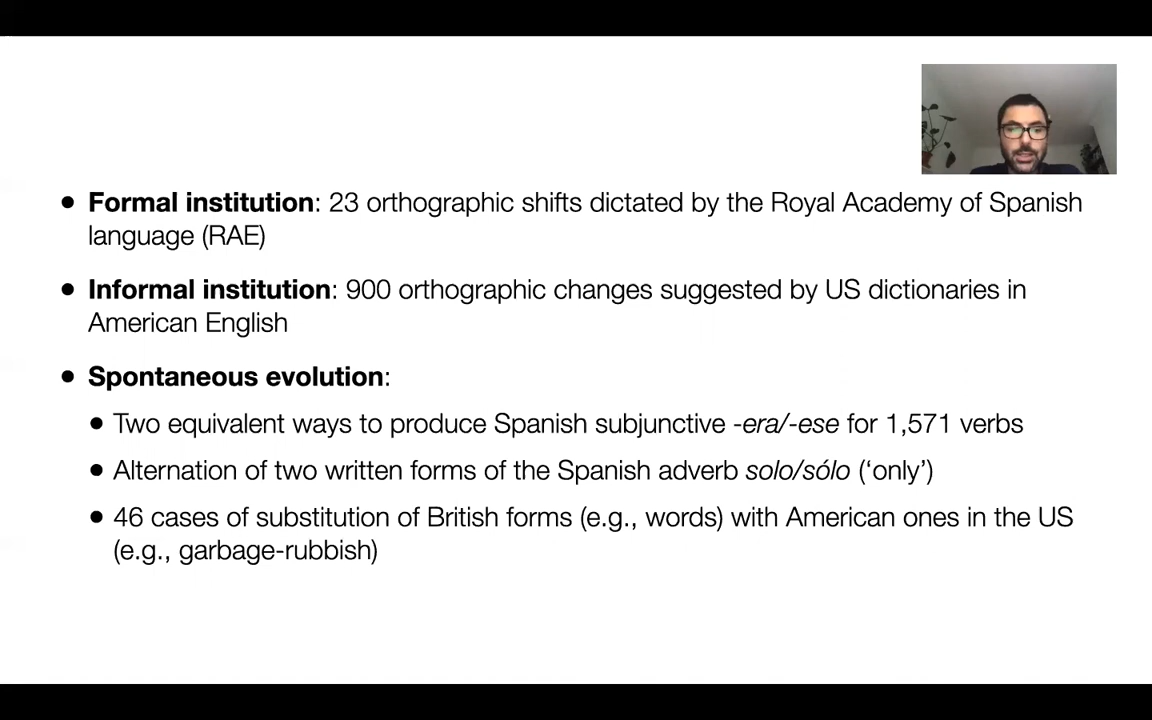 • Formal institution: 23 orthographic shifts dictated by the Royal Academy of Spanish
language (RAE)
• Informal institution: 900 orthographic changes suggested by US dictionaries in
American English
• Spontaneous evolution:
• Two equivalent ways to produce Spanish subjunctive -era/-ese for 1,571 verbs
• Alternation of two written forms of the Spanish adverb solo/sólo (‘only’)
• 46 cases of substitution of British forms (e.g., words) with American ones in the US
(e.g., garbage-rubbish)